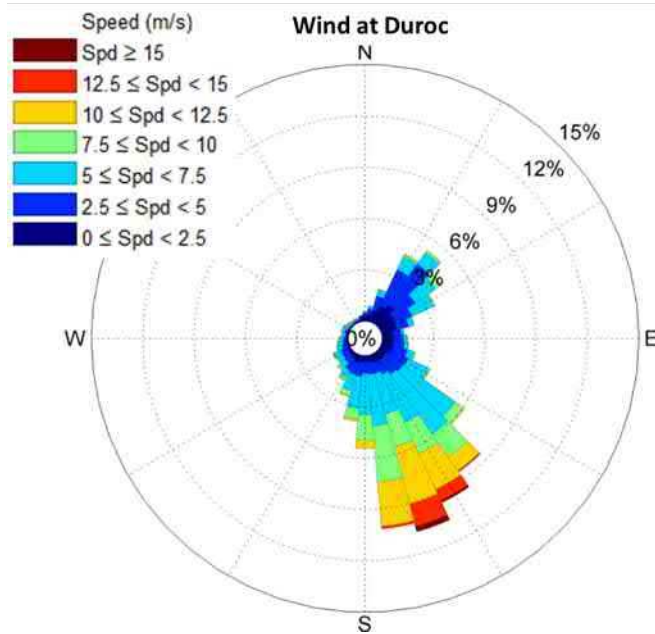 Wind at Duroc
Speed (m/s)
Spd ≥ 15
12.5 ≤ Spd < 15
10 ≤ Spd < 12.5
7.5 ≤ Spd < 10
5 ≤ Spd < 7.5
2.5 ≤ Spd < 5
0 ≤ Spd < 2.5
N
15%
12%
9%
6%
3%
0%
W
E
S